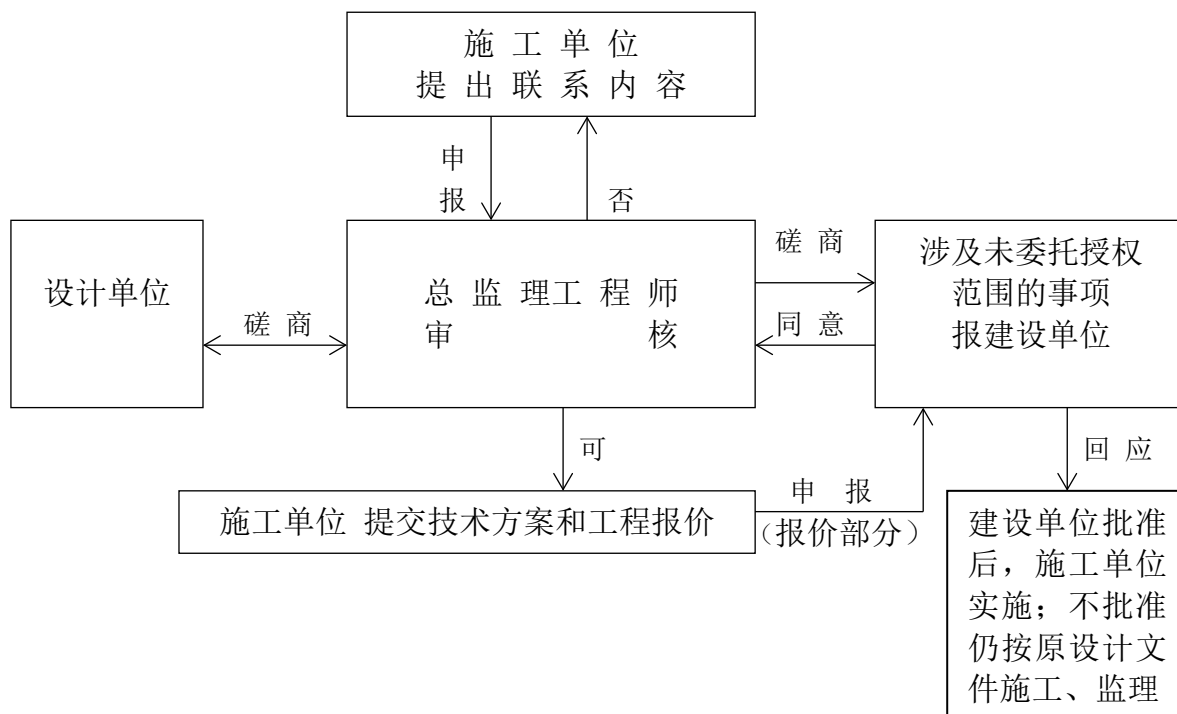 施工单位
提出联系内容
申
报
否
设计单位
磋商
总监理工程师
审核
磋商
同意
涉及未委托授权
范围的事项
报建设单位
可
回应
施工单位 提交技术方案和工程报价
申报
（报价部分）
建设单位批准
后，施工单位
实施；不批准
仍按原设计文
件施工、监理